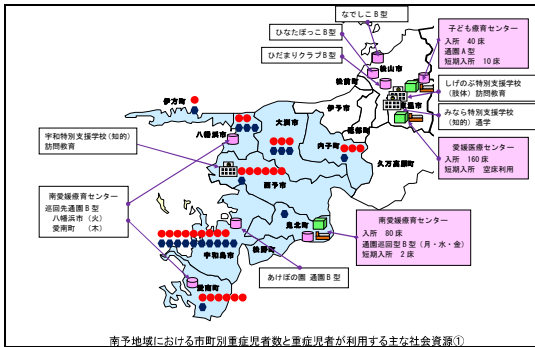 なでしこＢ型
ひなたぼっこＢ型
ひだまりクラブＢ型
子ども療育センター
入所　40床
通園Ａ型
短期入所　10床
しげのぶ特別支援学校
（肢体）訪問教育
みなら特別支援学校
（知的）通学
愛媛医療センター
入所　160床
短期入所　空床利用
松山市
松前町
伊予市
砥部町
久万高原町
伊方町
八幡浜市
大洲市
内子町
宇和特別支援学校（知的）
訪問教育
西予市
南愛媛療育センター
巡回先通園Ｂ型
八幡浜市（火）
愛南町　（木）
鬼北町
松野町
宇和島市
愛南町
南愛媛療育センター
入所　80床
通園巡回型Ｂ型（月・水・金）
短期入所　2床
あけぼの園　通園Ｂ型
南予地域における市町別重症児者数と重症児者が利用する主な社会資源①